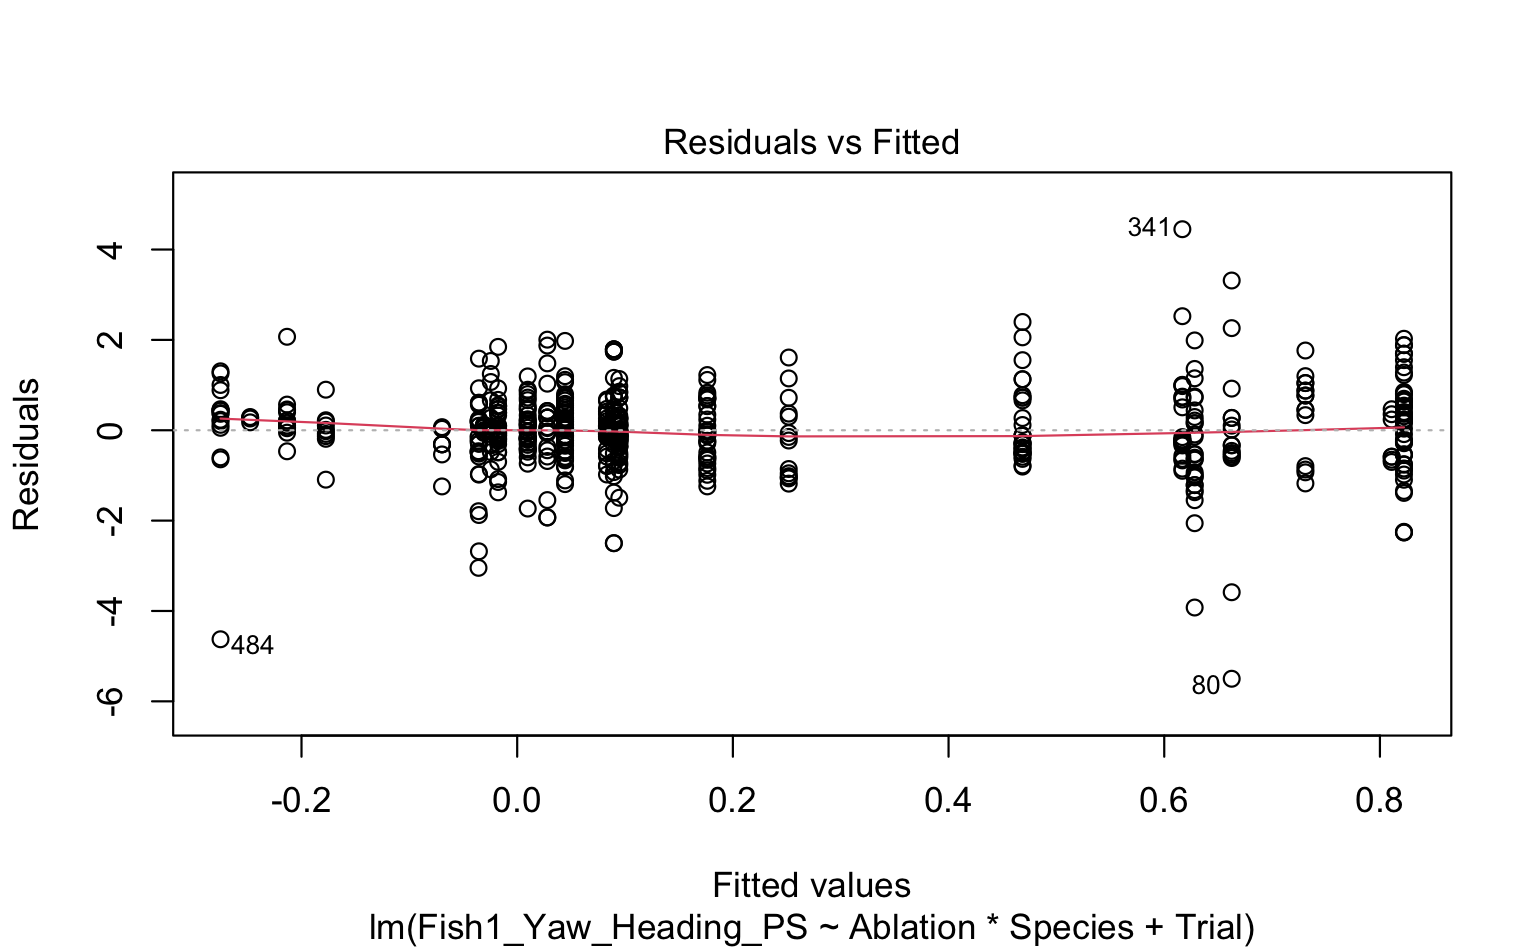 Residuals vs Fitted
Residuals
4
2
0
-2
-4
-6
341
484
80
-0.2 0.0 0.2 0.4 0.6 0.8
Fitted values
lm(Fish1_Yaw_Heading_PS ~ Ablation * Species + Trial)